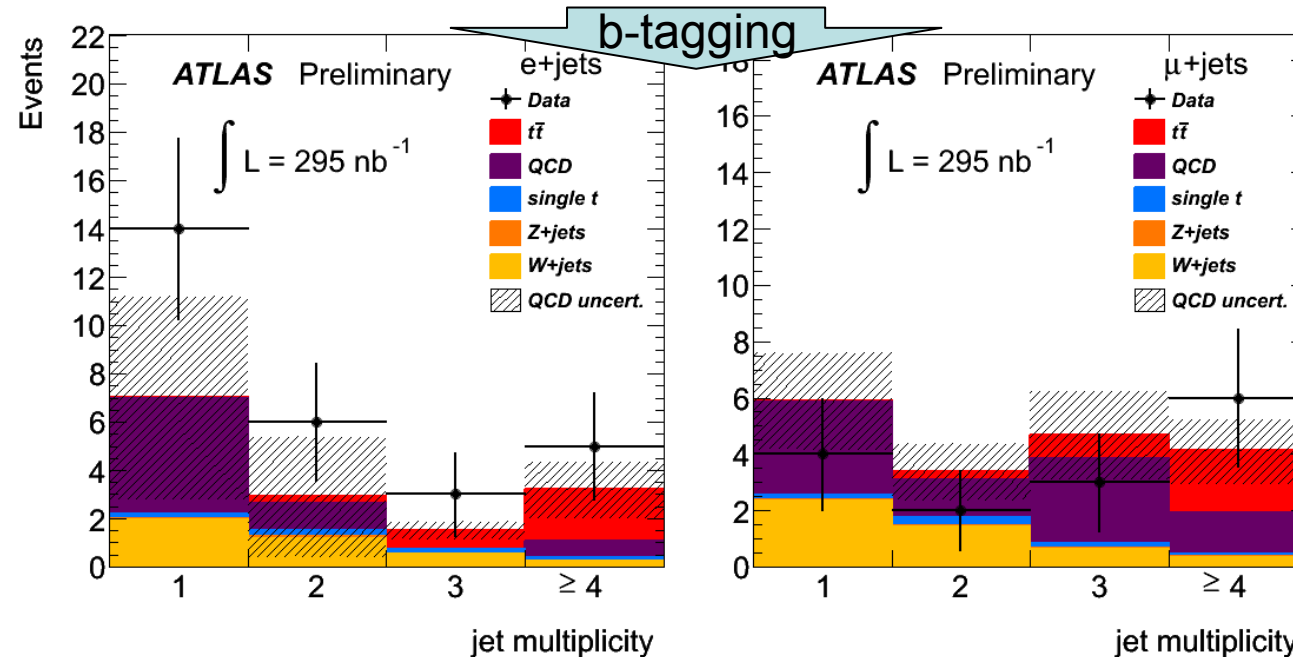 b-tagging
Events
22
20
18
16
14
12
10
8
6
4
2
0
ATLAS Preliminary
e+jets
∫ L = 295 nb⁻¹
Data
tt̄
QCD
single t
Z+jets
W+jets
QCD uncert.
1 2 3 ≥ 4
jet multiplicity
18
16
14
12
10
8
6
4
2
0
ATLAS Preliminary
μ+jets
∫ L = 295 nb⁻¹
Data
tt̄
QCD
single t
Z+jets
W+jets
QCD uncert.
1 2 3 ≥ 4
jet multiplicity